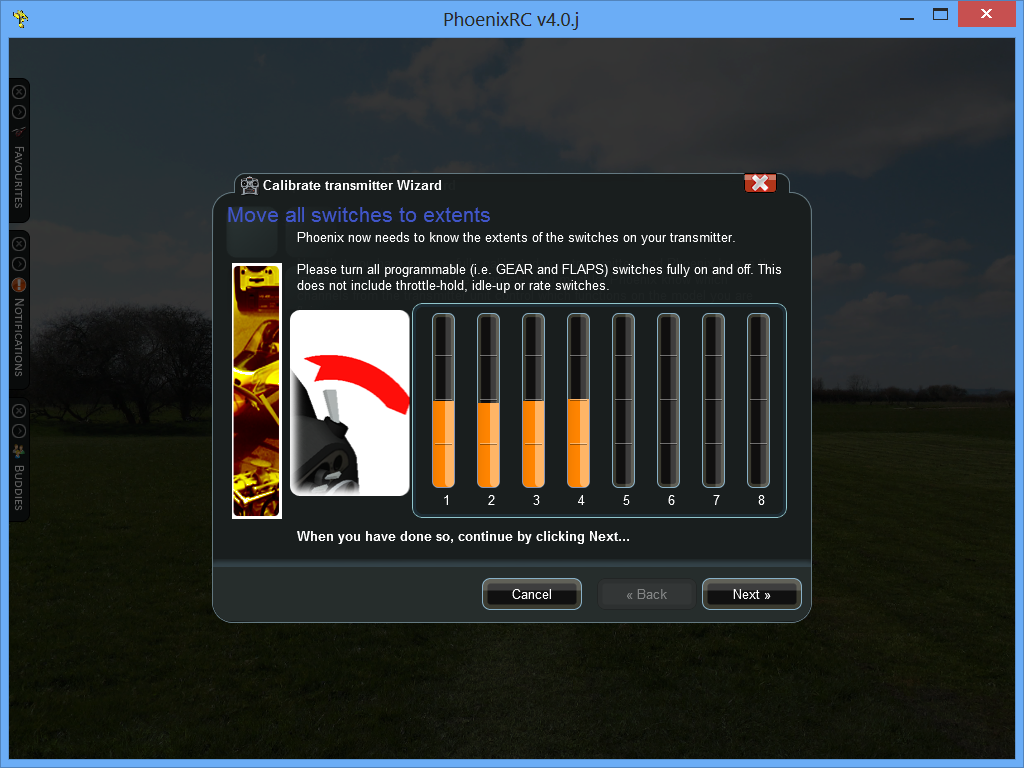 PhoenixRC v4.0.j
FAVOURITES
NOTIFICATIONS
BUDDIES
Calibrate transmitter Wizard
Move all switches to extents
Phoenix now needs to know the extents of the switches on your transmitter.
Please turn all programmable (i.e. GEAR and FLAPS) switches fully on and off. This
does not include throttle-hold, idle-up or rate switches.
1 2 3 4 5 6 7 8
When you have done so, continue by clicking Next...
Cancel « Back Next »